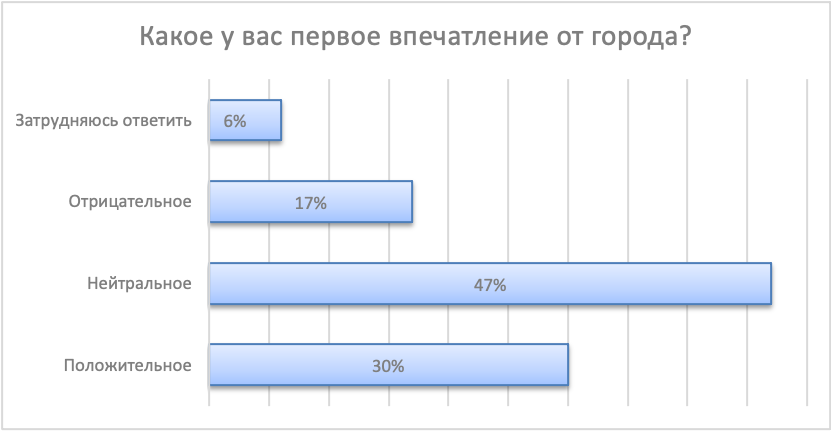 Какое у вас первое впечатление от города?
Затрудняюсь ответить
6%
Отрицательное
17%
Нейтральное
47%
Положительное
30%